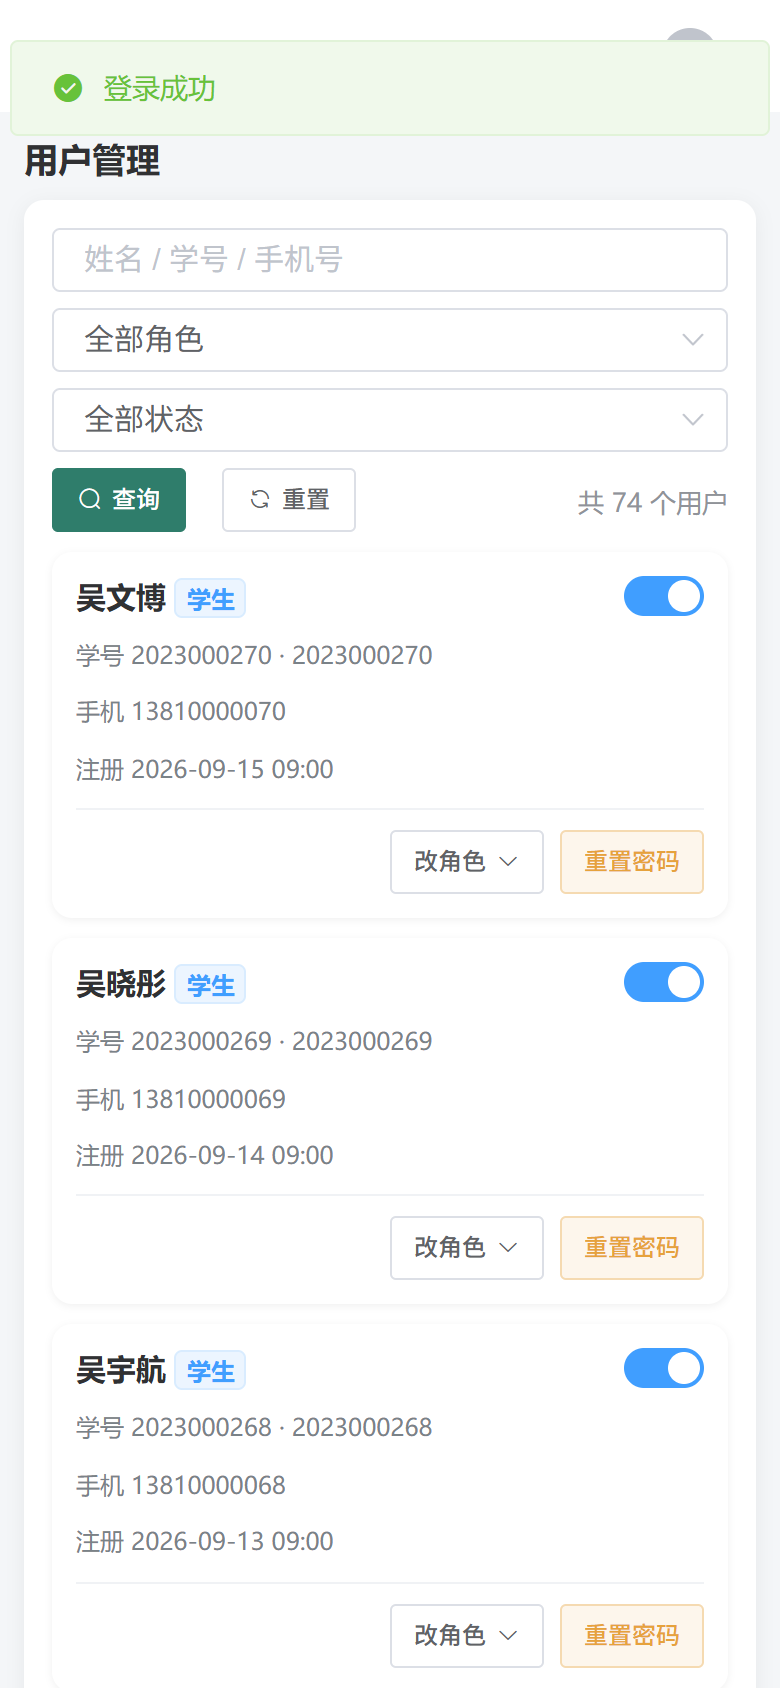 登录成功
用户管理
姓名 / 学号 / 手机号
全部角色
全部状态
查询 重置 共 74 个用户
吴文博 学生
学号 2023000270 · 2023000270
手机 13810000070
注册 2026-09-15 09:00
改角色 重置密码
吴晓彤 学生
学号 2023000269 · 2023000269
手机 13810000069
注册 2026-09-14 09:00
改角色 重置密码
吴宇航 学生
学号 2023000268 · 2023000268
手机 13810000068
注册 2026-09-13 09:00
改角色 重置密码